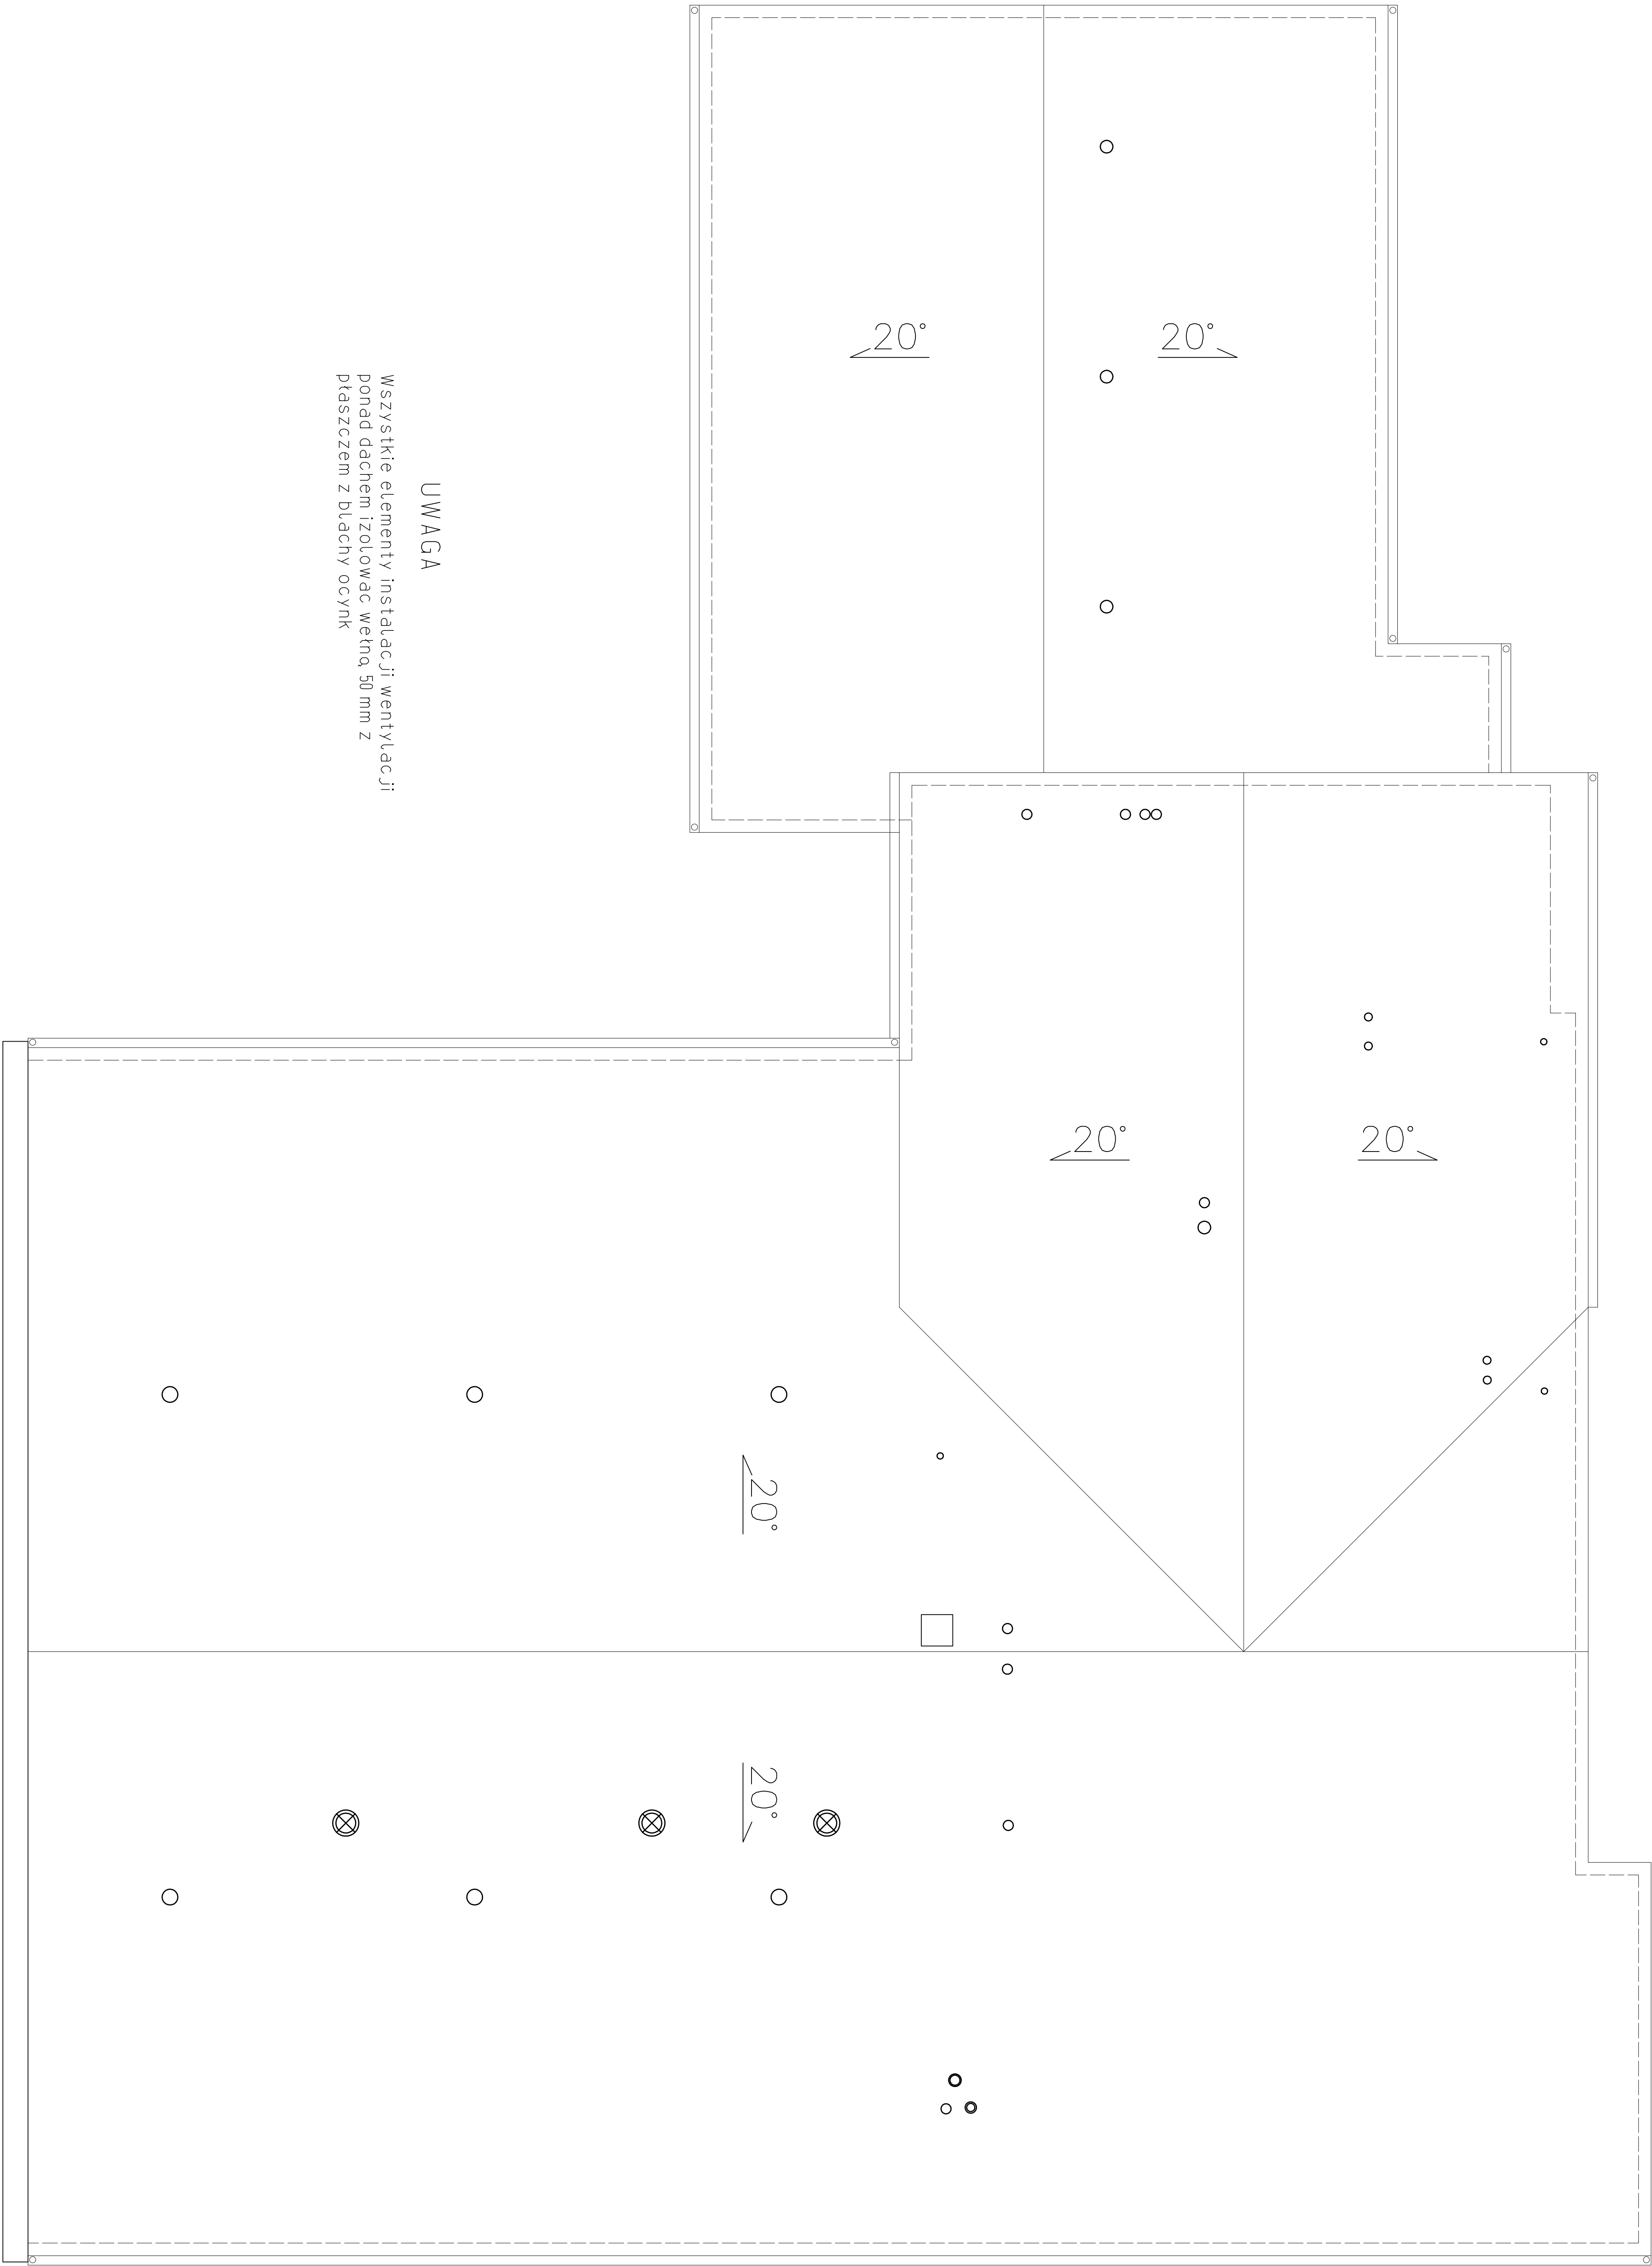 20°
20°
UWAGA
Wszystkie elementy instalacji wentylacji
ponad dachem izolowac wełną 50 mm z
płaszczem z blachy ocynk
20°
20°
20°
20°